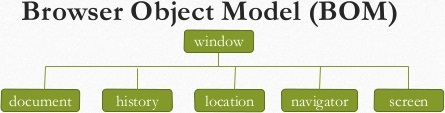 Browser Object Model (BOM)
window
document history location navigator screen